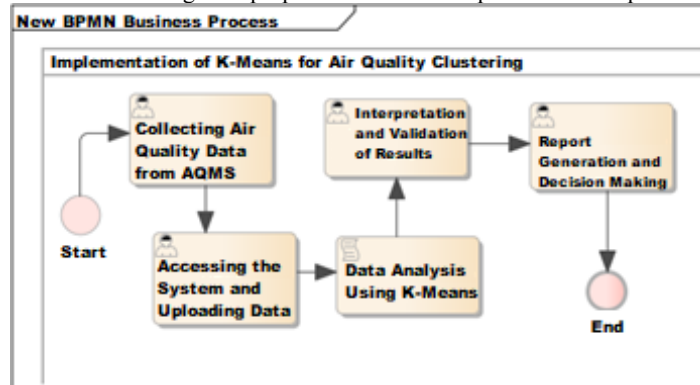 New BPMN Business Process
Implementation of K-Means for Air Quality Clustering
Start
Collecting Air
Quality Data
from AQMS
Accessing the
System and
Uploading Data
Data Analysis
Using K-Means
Interpretation
and Validation
of Results
Report
Generation and
Decision Making
End